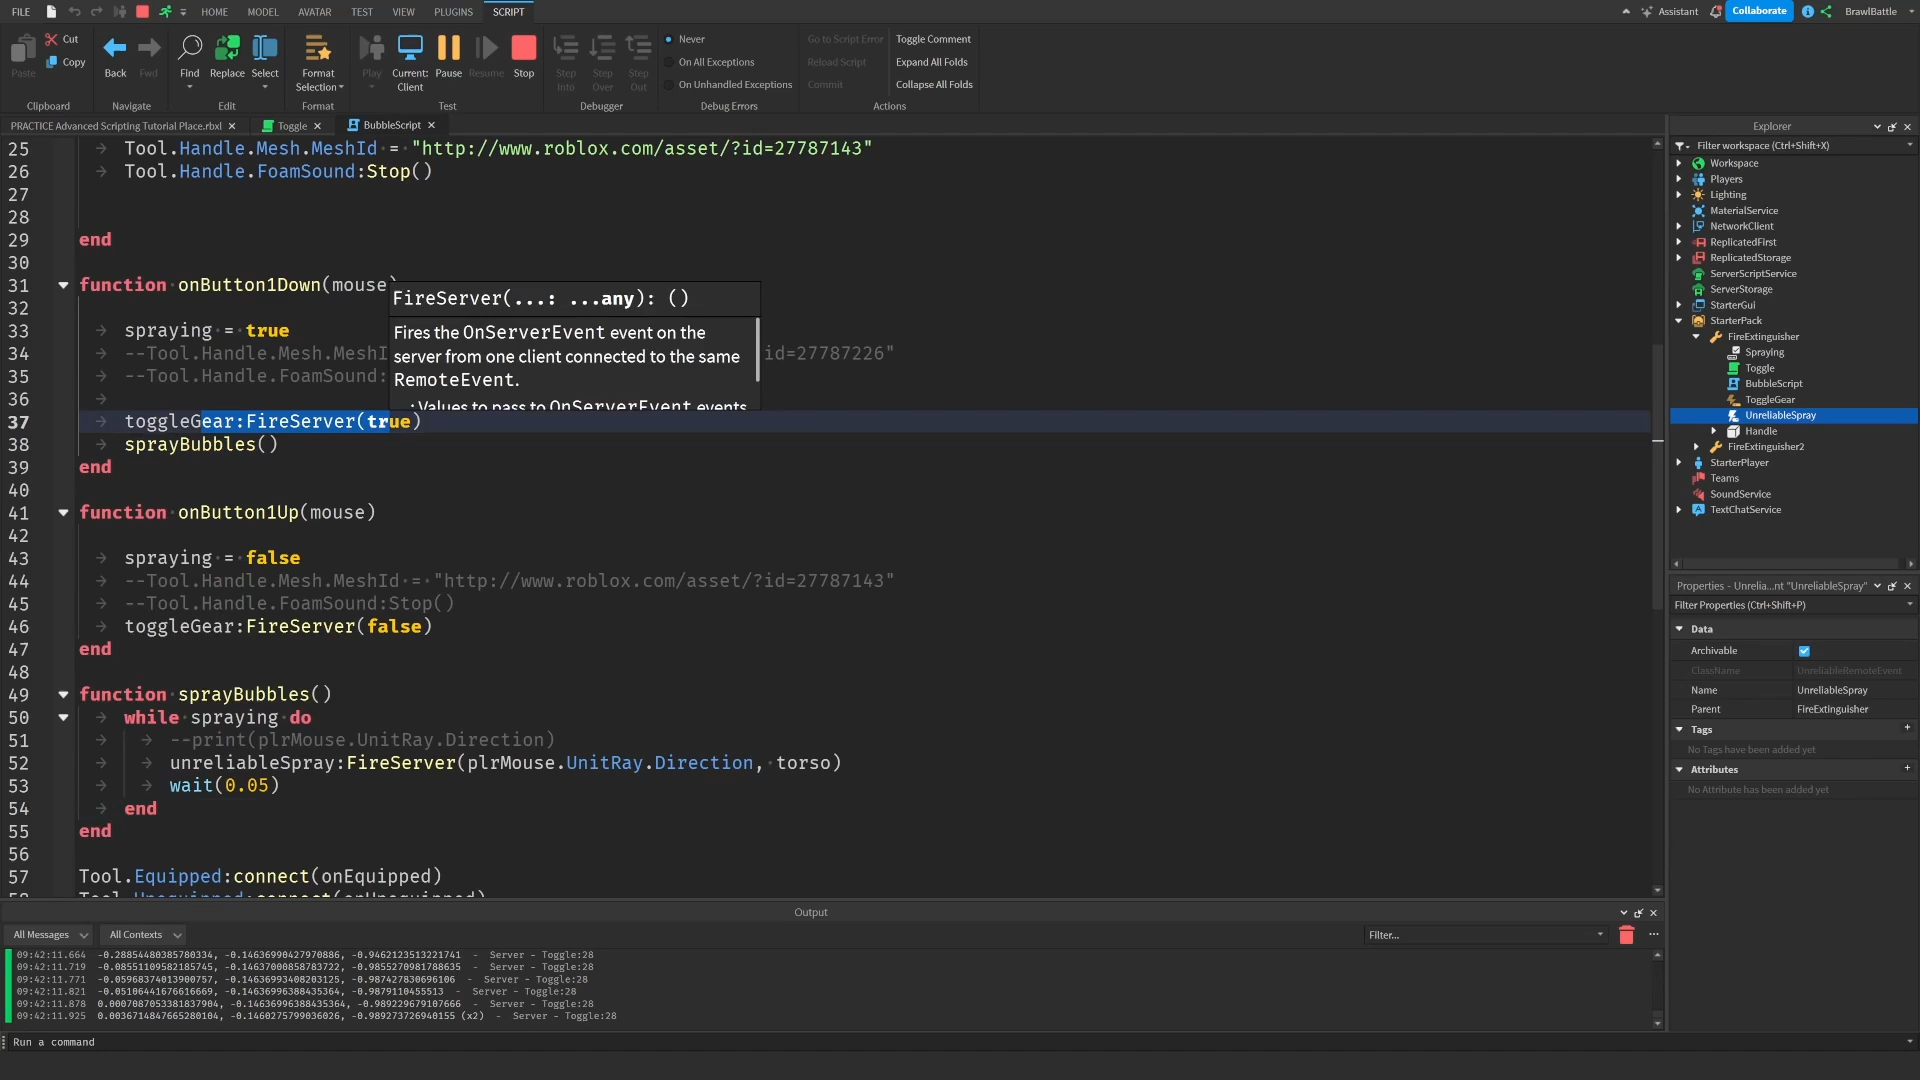 FILE HOME MODEL AVATAR TEST VIEW PLUGINS SCRIPT Assistant Collaborate BrawlBattle
Paste Cut Copy Back Fwd Find Replace Select Format Selection Play Current: Client Pause Resume Stop Step Into Step Over Step Out
Never
On All Exceptions
On Unhandled Exceptions
Go to Script Error
Reload Script
Commit
Toggle Comment
Expand All Folds
Collapse All Folds
Clipboard Navigate Edit Format Test Debugger Debug Errors Actions
PRACTICE Advanced Scripting Tutorial Place.rbxl Toggle BubbleScript
25 Tool.Handle.Mesh.MeshId = "http://www.roblox.com/asset/?id=27787143"
26 Tool.Handle.FoamSound:Stop()
27
28
29 end
30
31 function onButton1Down(mouse)
32
33 spraying = true
34 --Tool.Handle.Mesh.MeshI id=27787226"
35 --Tool.Handle.FoamSound:
36
37 toggleGear:FireServer(true)
38 sprayBubbles()
39 end
40
41 function onButton1Up(mouse)
42
43 spraying = false
44 --Tool.Handle.Mesh.MeshId = "http://www.roblox.com/asset/?id=27787143"
45 --Tool.Handle.FoamSound:Stop()
46 toggleGear:FireServer(false)
47 end
48
49 function sprayBubbles()
50 while spraying do
51 --print(plrMouse.UnitRay.Direction)
52 unreliableSpray:FireServer(plrMouse.UnitRay.Direction, torso)
53 wait(0.05)
54 end
55 end
56
57 Tool.Equipped:connect(onEquipped)
FireServer(...: ...any): ()
Fires the OnServerEvent event on the
server from one client connected to the same
RemoteEvent.
: Values to pass to OnServerEvent events
Explorer
Filter workspace (Ctrl+Shift+X)
Workspace
Players
Lighting
MaterialService
NetworkClient
ReplicatedFirst
ReplicatedStorage
ServerScriptService
ServerStorage
StarterGui
StarterPack
FireExtinguisher
Spraying
Toggle
BubbleScript
ToggleGear
UnreliableSpray
Handle
FireExtinguisher2
StarterPlayer
Teams
SoundService
TextChatService
Properties - Unrelia...nt "UnreliableSpray"
Filter Properties (Ctrl+Shift+P)
Data
Archivable
ClassName UnreliableRemoteEvent
Name UnreliableSpray
Parent FireExtinguisher
Tags
No Tags have been added yet
Attributes
No Attribute has been added yet
Output
All Messages All Contexts Filter...
09:42:11.664 -0.28854480385780334, -0.14636990427970886, -0.9462123513221741 - Server - Toggle:28
09:42:11.719 -0.08551109582185745, -0.14637000858783722, -0.9855270981788635 - Server - Toggle:28
09:42:11.771 -0.05968374013900757, -0.14636993408203125, -0.987427830696106 - Server - Toggle:28
09:42:11.821 -0.05106441676616669, -0.14636996388435364, -0.9879110455513 - Server - Toggle:28
09:42:11.878 0.0007087053381837904, -0.14636996388435364, -0.989229679107666 - Server - Toggle:28
09:42:11.925 0.0036714847665280104, -0.1460275799036026, -0.989273726940155 (x2) - Server - Toggle:28
Run a command